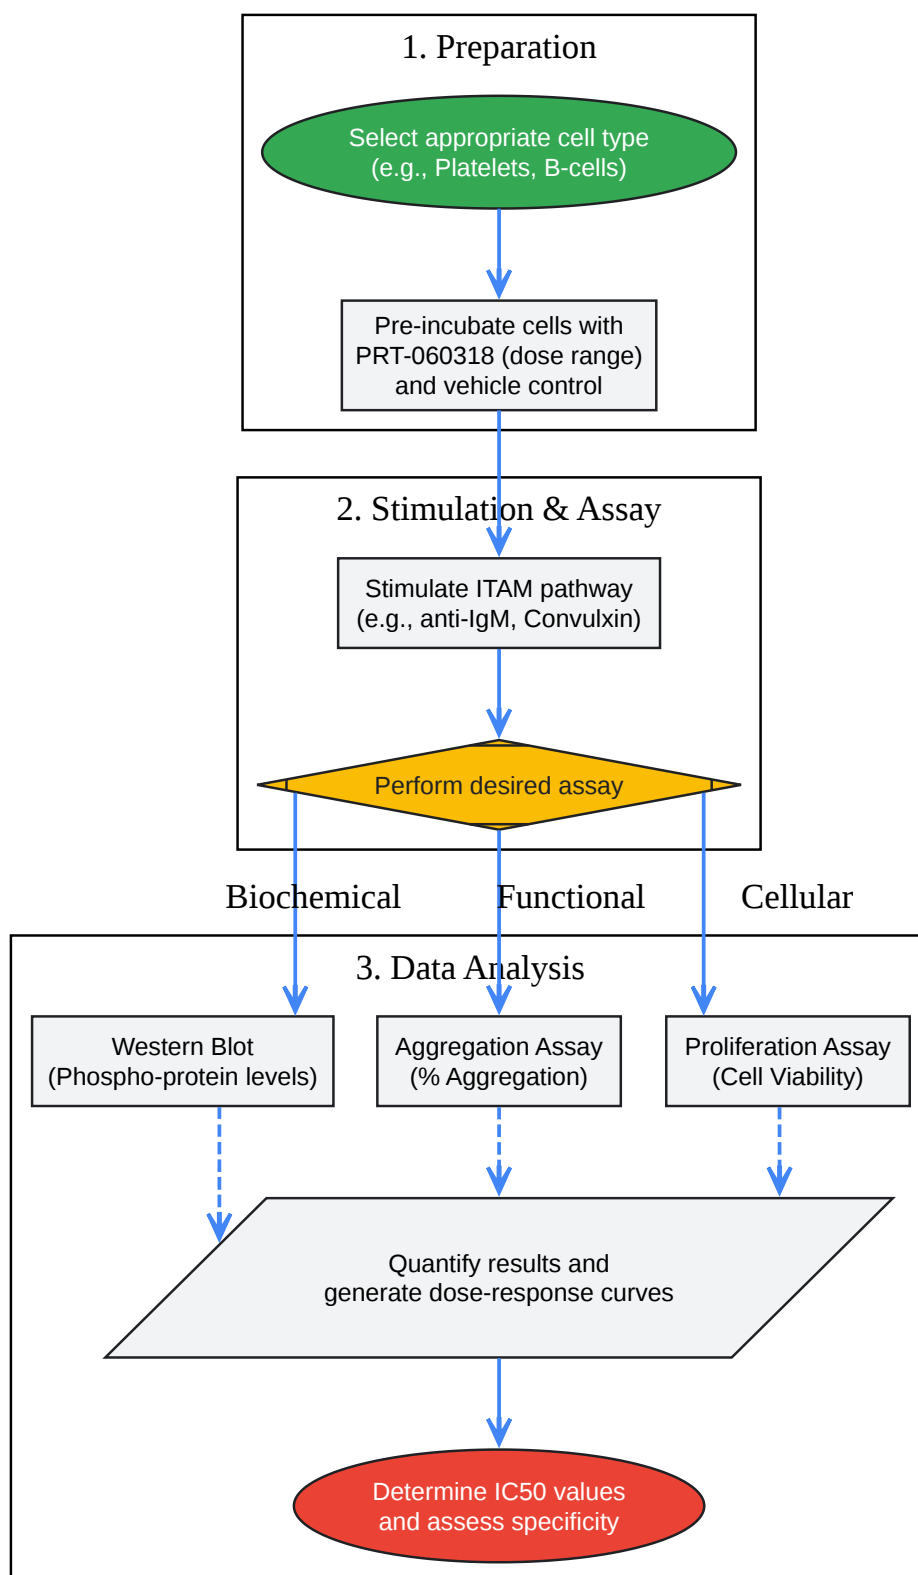 1. Preparation
Select appropriate cell type
(e.g., Platelets, B-cells)
Pre-incubate cells with
PRT-060318 (dose range)
and vehicle control
2. Stimulation & Assay
Stimulate ITAM pathway
(e.g., anti-IgM, Convulxin)
Perform desired assay
Biochemical
Functional
Cellular
3. Data Analysis
Western Blot
(Phospho-protein levels)
Aggregation Assay
(% Aggregation)
Proliferation Assay
(Cell Viability)
Quantify results and
generate dose-response curves
Determine IC50 values
and assess specificity